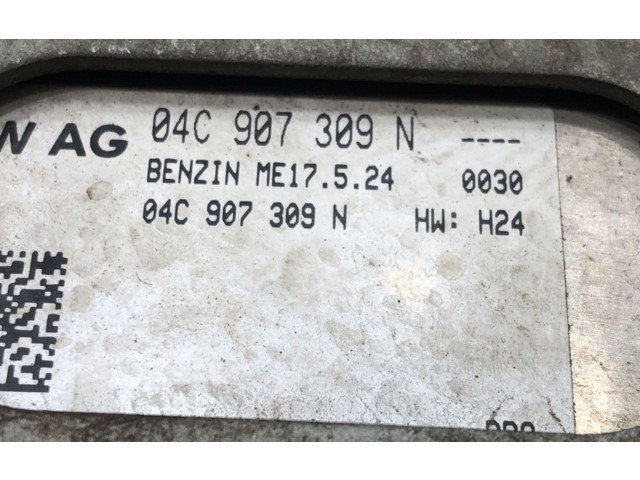 W AG 04C 907 309 N ----
BENZIN ME17.5.24 0030
04C 907 309 N HW: H24